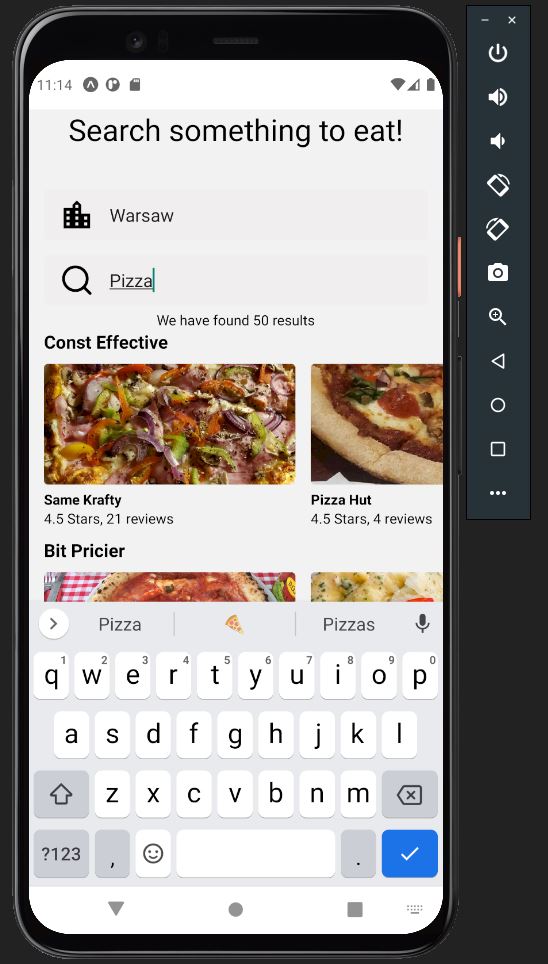 11:14
Search something to eat!
Warsaw
Pizza
We have found 50 results
Const Effective
Same Krafty
Pizza Hut
4.5 Stars, 21 reviews
4.5 Stars, 4 reviews
Bit Pricier
Pizza
Pizzas
q1 w2 e3 r4 t5 y6 u7 i8 o9 p0
a s d f g h j k l
z x c v b n m
?123 , .